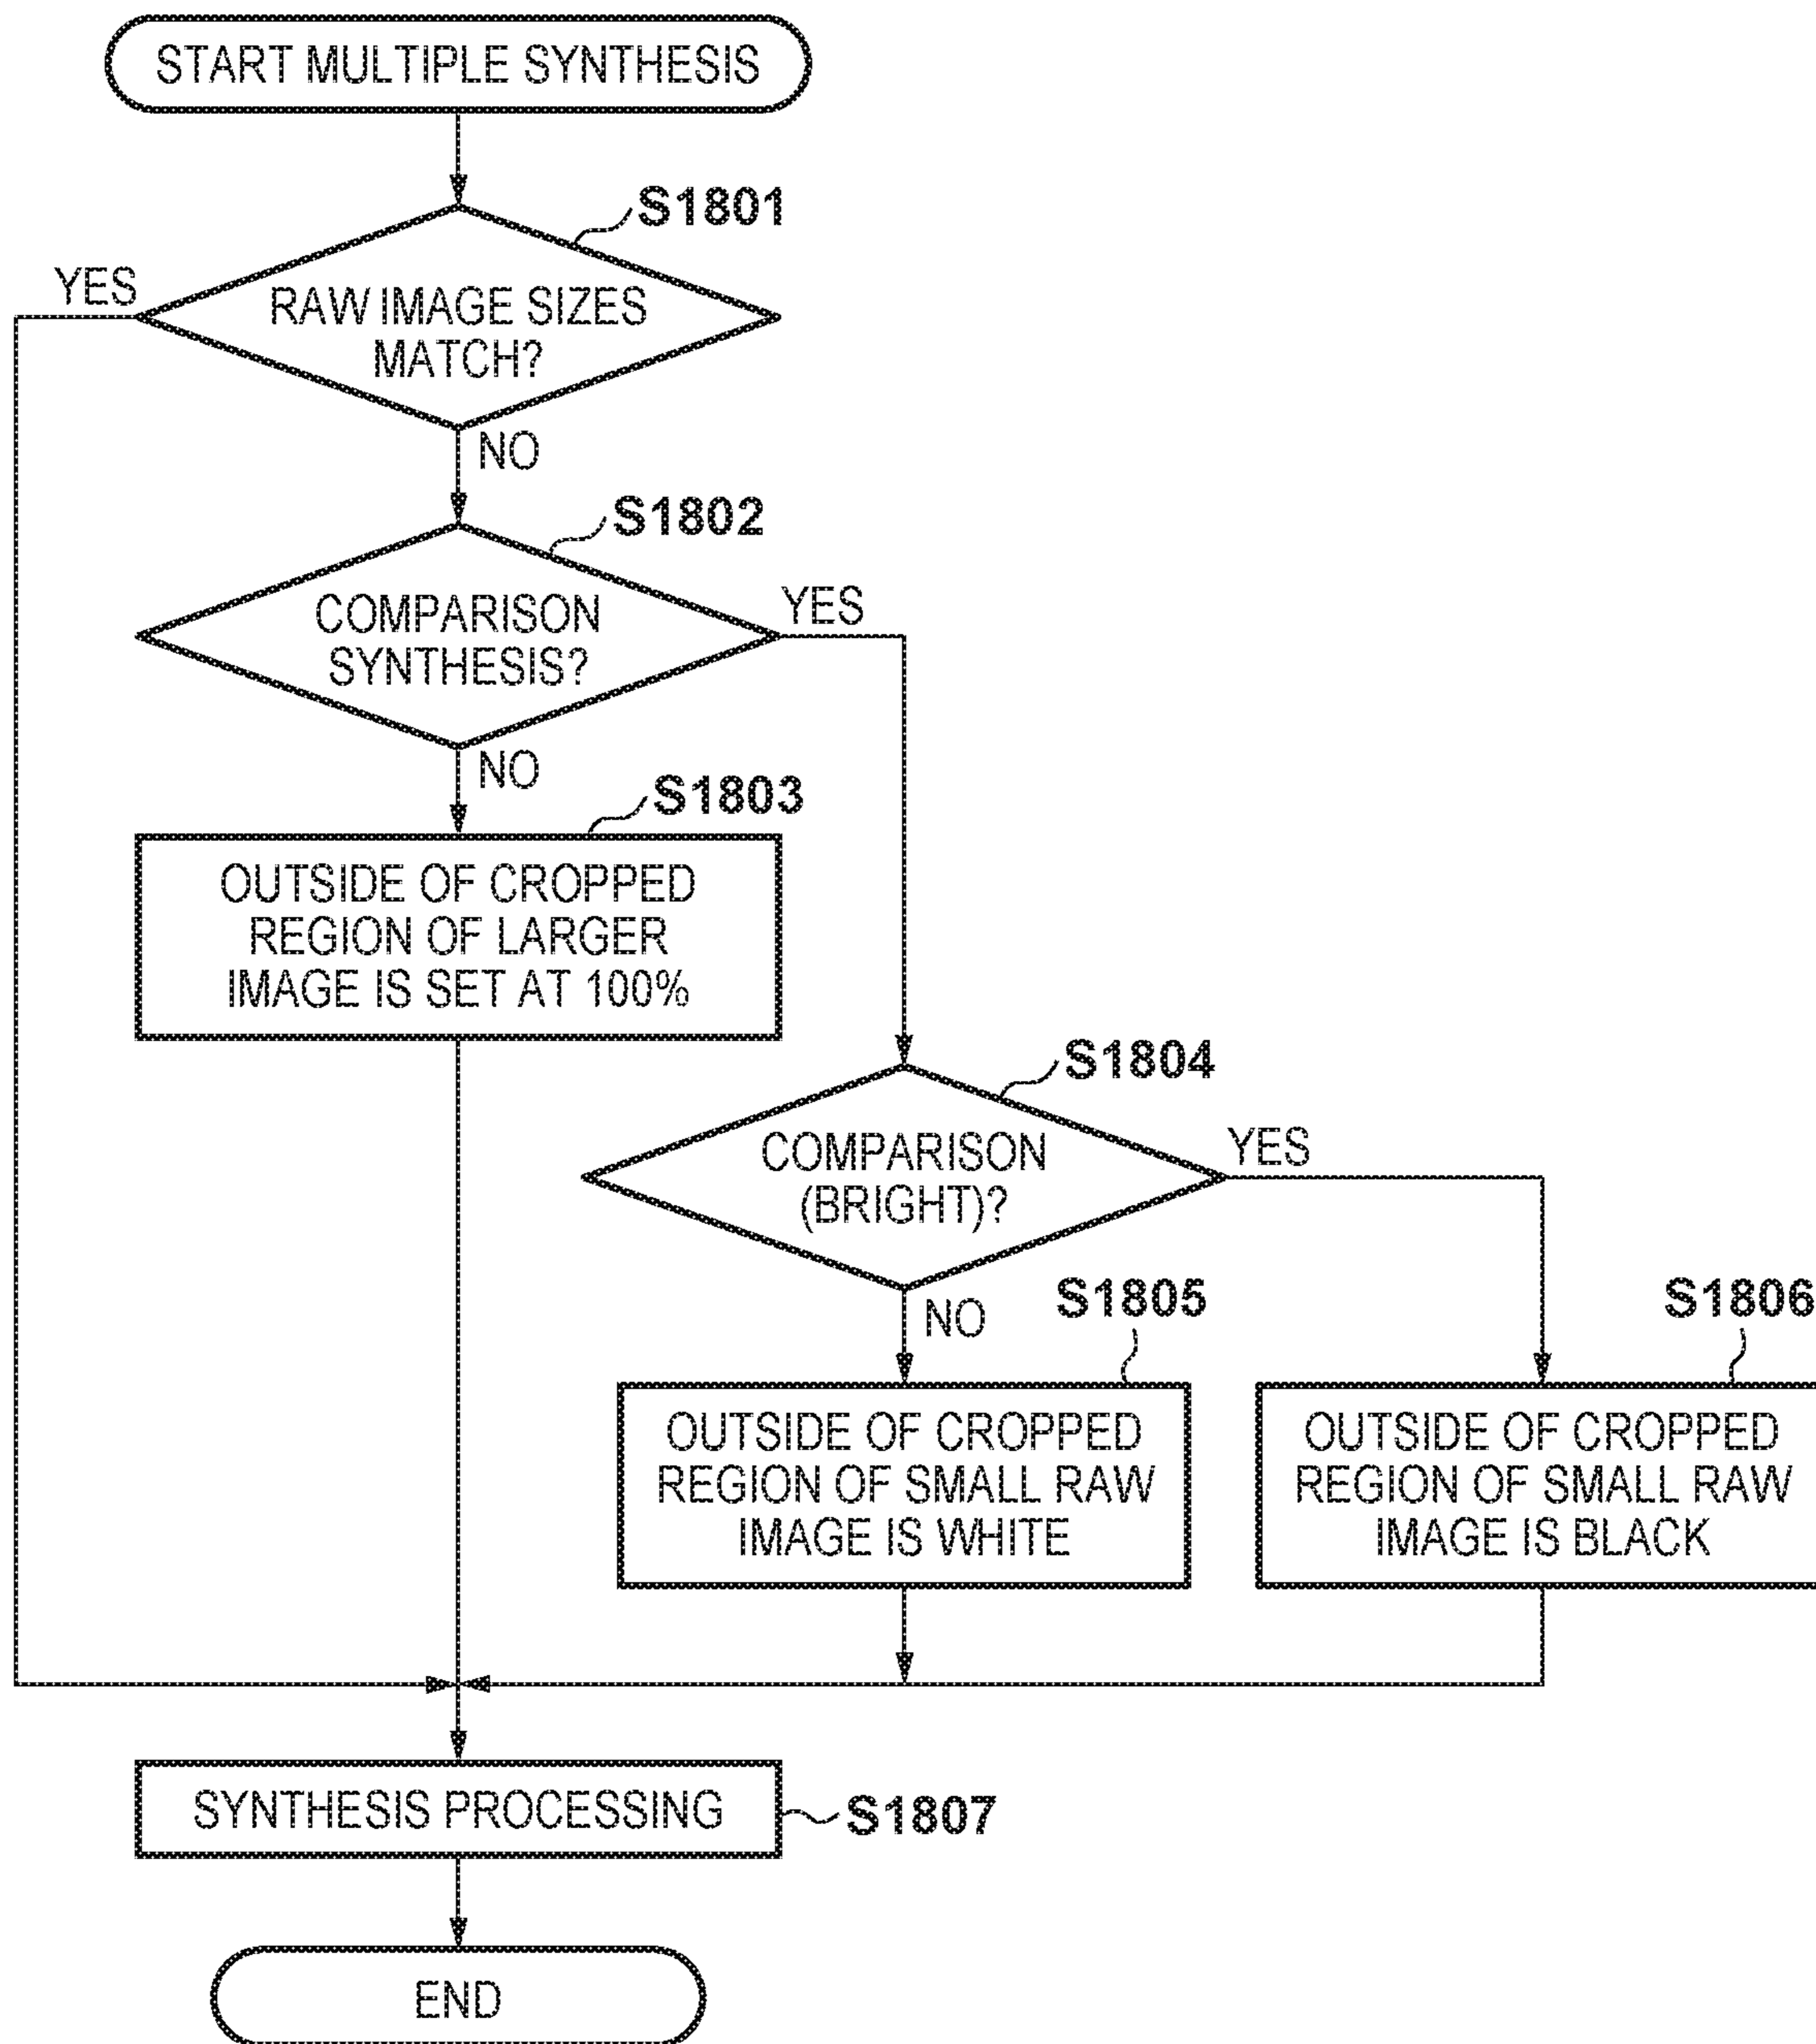 START MULTIPLE SYNTHESIS
S1801
YES
RAW IMAGE SIZES
MATCH?
NO
S1802
COMPARISON
SYNTHESIS?
YES
NO
S1803
OUTSIDE OF CROPPED
REGION OF LARGER
IMAGE IS SET AT 100%
S1804
COMPARISON
(BRIGHT)?
YES
NO
S1805
OUTSIDE OF CROPPED
REGION OF SMALL RAW
IMAGE IS WHITE
S1806
OUTSIDE OF CROPPED
REGION OF SMALL RAW
IMAGE IS BLACK
SYNTHESIS PROCESSING
S1807
END